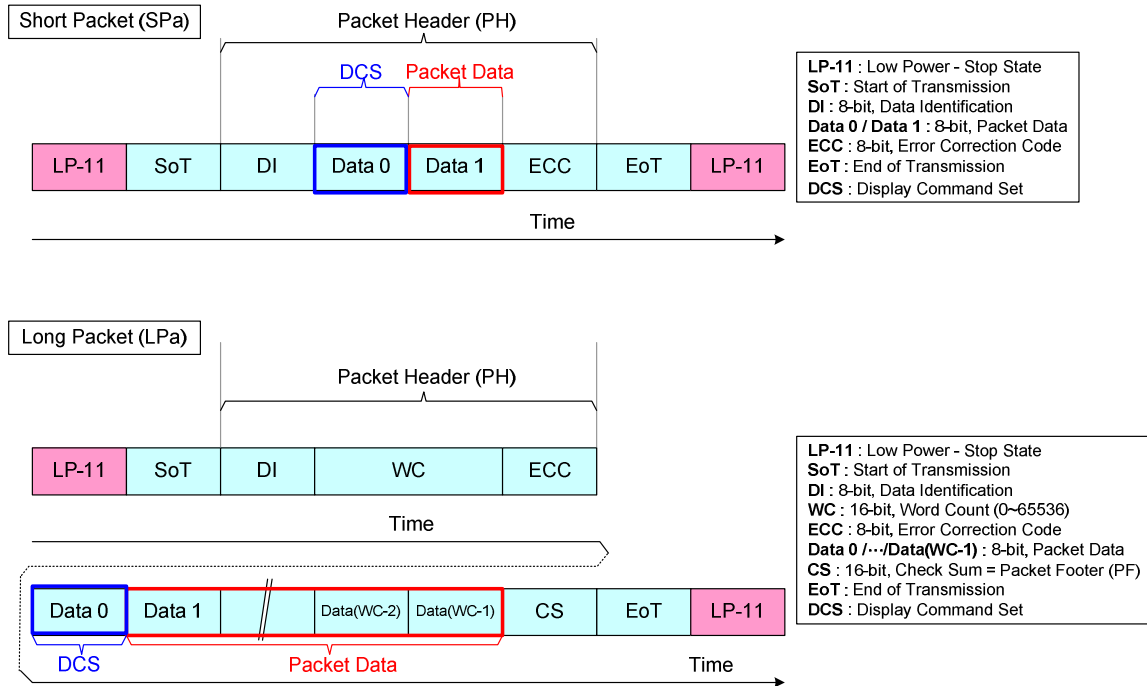 Short Packet (SPa)
Packet Header (PH)
DCS
Packet Data
LP-11
SoT
DI
Data 0
Data 1
ECC
EoT
LP-11
Time
LP-11 : Low Power - Stop State
SoT : Start of Transmission
DI : 8-bit, Data Identification
Data 0 / Data 1 : 8-bit, Packet Data
ECC : 8-bit, Error Correction Code
EoT : End of Transmission
DCS : Display Command Set
Long Packet (LPa)
Packet Header (PH)
LP-11
SoT
DI
WC
ECC
Time
Data 0
Data 1
Data(WC-2)
Data(WC-1)
CS
EoT
LP-11
DCS
Packet Data
Time
LP-11 : Low Power - Stop State
SoT : Start of Transmission
DI : 8-bit, Data Identification
WC : 16-bit, Word Count (0~65536)
ECC : 8-bit, Error Correction Code
Data 0 /⋯/Data(WC-1) : 8-bit, Packet Data
CS : 16-bit, Check Sum = Packet Footer (PF)
EoT : End of Transmission
DCS : Display Command Set